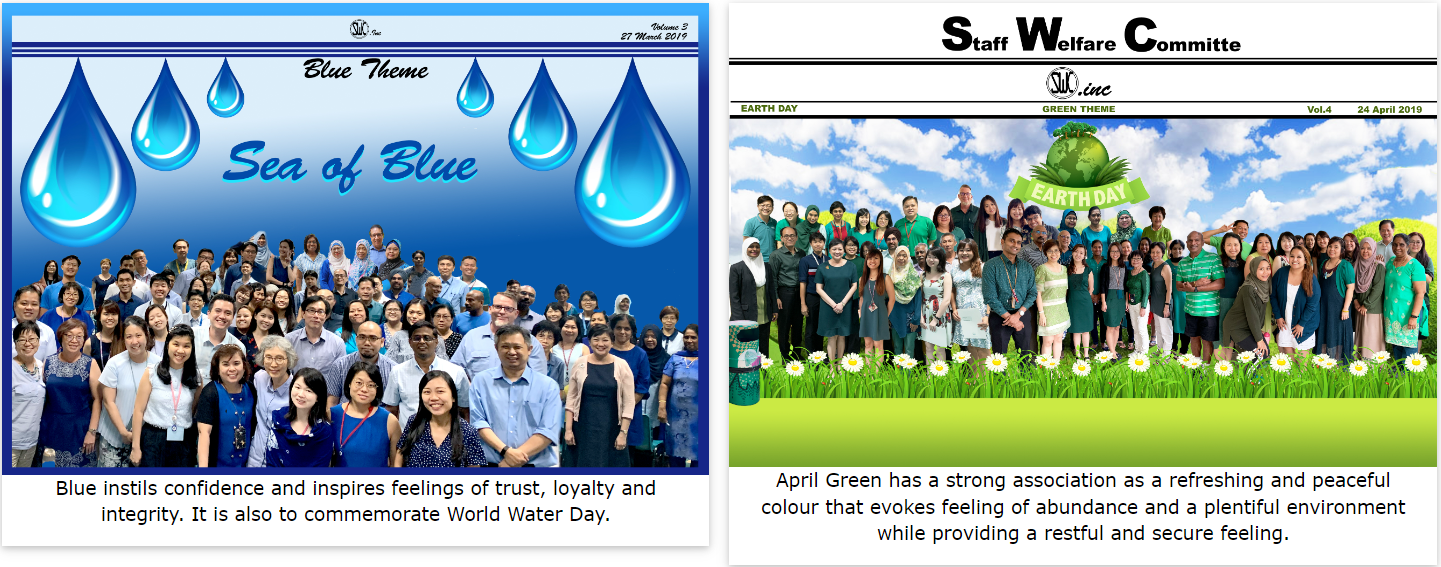 SWC.Inc
Volume 3
27 March 2019
Blue Theme
Sea of Blue
Blue instils confidence and inspires feelings of trust, loyalty and
integrity. It is also to commemorate World Water Day.
Staff Welfare Committe
SWC.inc
EARTH DAY GREEN THEME Vol.4 24 April 2019
EARTH DAY
April Green has a strong association as a refreshing and peaceful
colour that evokes feeling of abundance and a plentiful environment
while providing a restful and secure feeling.